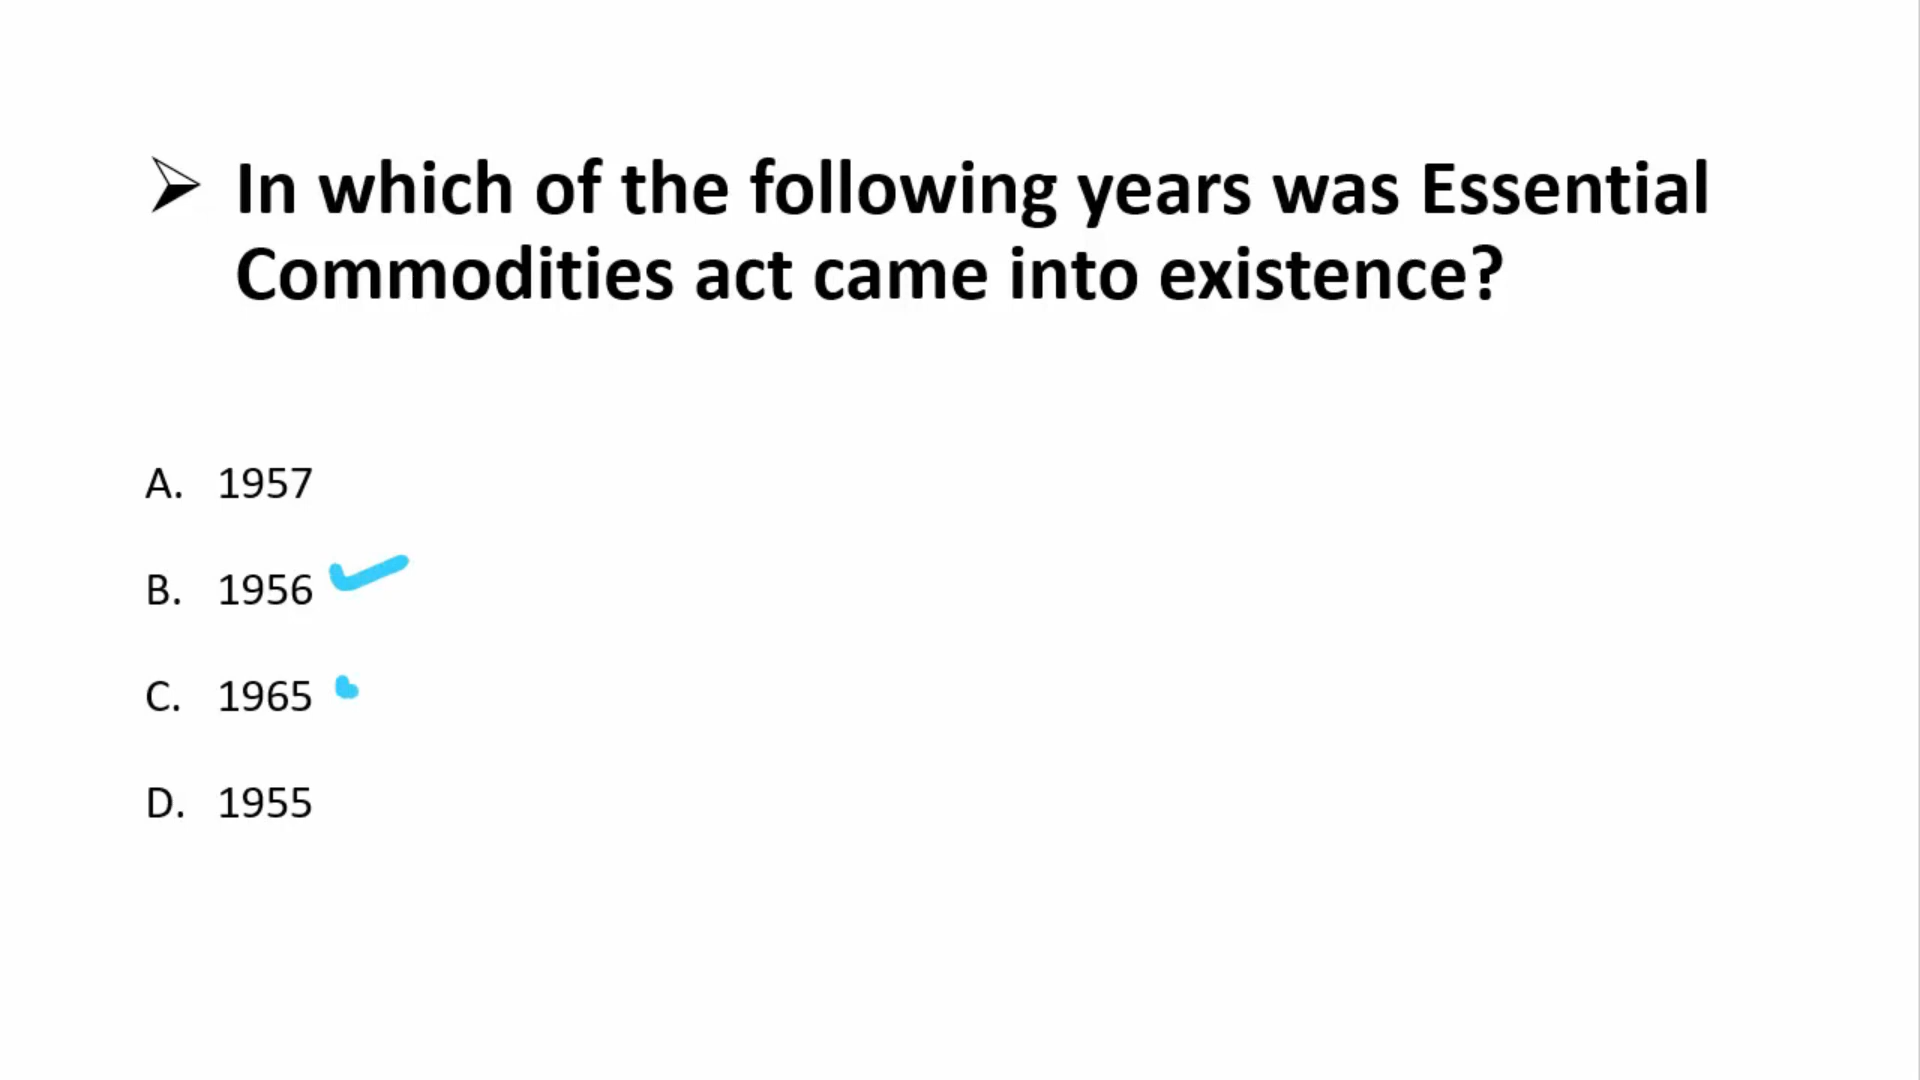 In which of the following years was Essential
Commodities act came into existence?
A. 1957
B. 1956
C. 1965
D. 1955